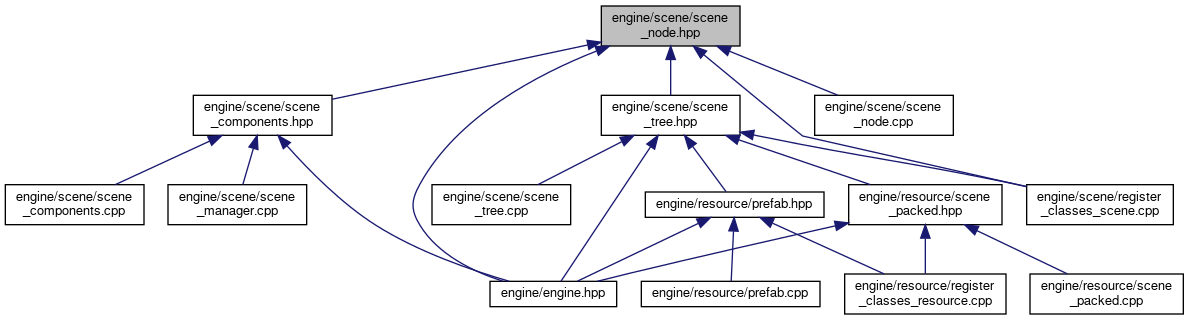 engine/scene/scene
_node.hpp
engine/scene/scene
_components.hpp
engine/scene/scene
_tree.hpp
engine/scene/scene
_node.cpp
engine/scene/scene
_components.cpp
engine/scene/scene
_manager.cpp
engine/scene/scene
_tree.cpp
engine/resource/prefab.hpp
engine/resource/scene
_packed.hpp
engine/scene/register
_classes_scene.cpp
engine/engine.hpp
engine/resource/prefab.cpp
engine/resource/register
_classes_resource.cpp
engine/resource/scene
_packed.cpp